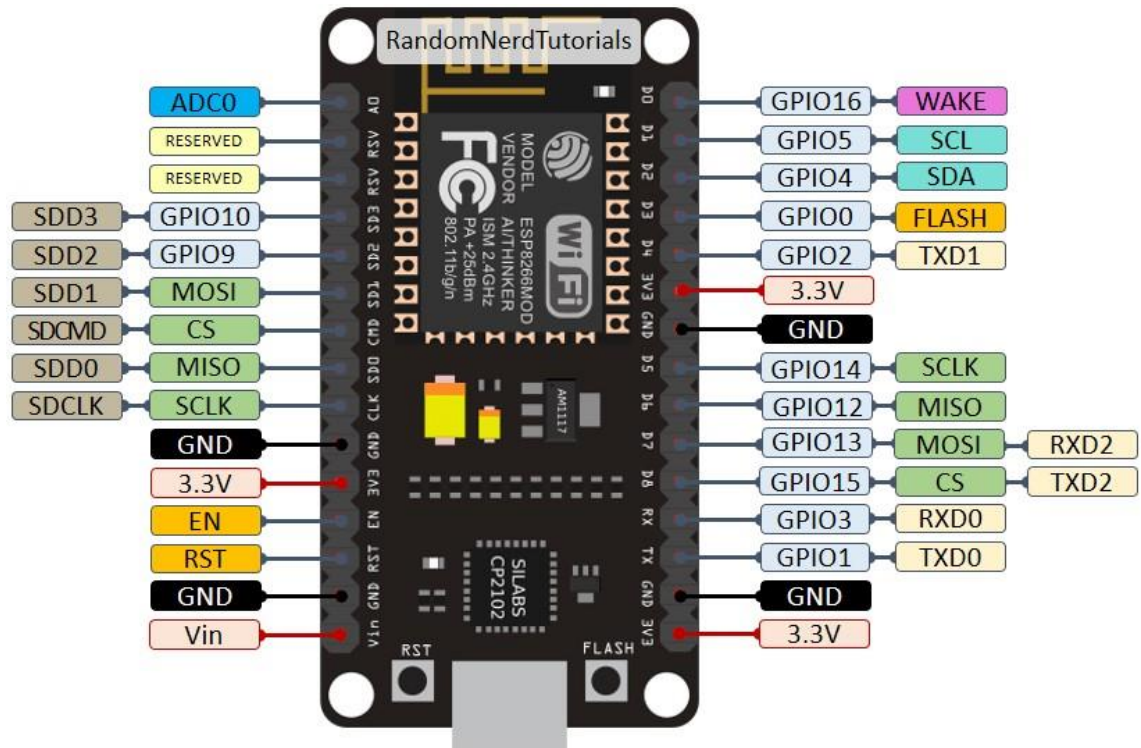 RandomNerdTutorials
ADC0
RESERVED
RESERVED
SDD3 GPIO10
SDD2 GPIO9
SDD1 MOSI
SDCMD CS
SDD0 MISO
SDCLK SCLK
GND
3.3V
EN
RST
GND
Vin
A0
RSV
RSV
SD3
SD2
SD1
CMD
SD0
CLK
GND
3V3
EN
RST
GND
Vin
MODEL
VENDOR
ESP8266MOD
AI/THINKER
ISM 2.4GHz
PA +25dBm
802.11b/g/n
FC
WiFi
AM1117
SILABS
CP2102
RST
FLASH
D0
D1
D2
D3
D4
3V3
GND
D5
D6
D7
D8
RX
TX
GND
3V3
GPIO16 WAKE
GPIO5 SCL
GPIO4 SDA
GPIO0 FLASH
GPIO2 TXD1
3.3V
GND
GPIO14 SCLK
GPIO12 MISO
GPIO13 MOSI RXD2
GPIO15 CS TXD2
GPIO3 RXD0
GPIO1 TXD0
GND
3.3V